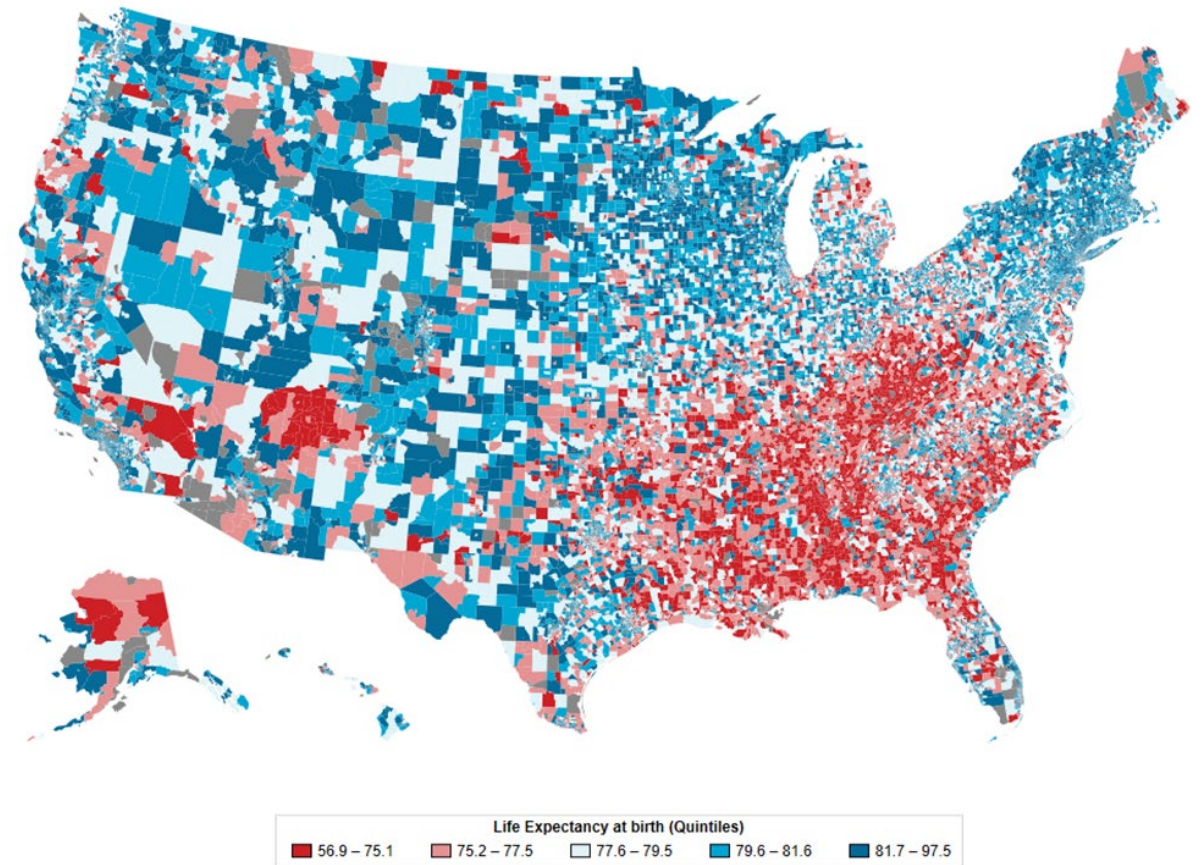 Life Expectancy at birth (Quintiles)
56.9 – 75.1 75.2 – 77.5 77.6 – 79.5 79.6 – 81.6 81.7 – 97.5